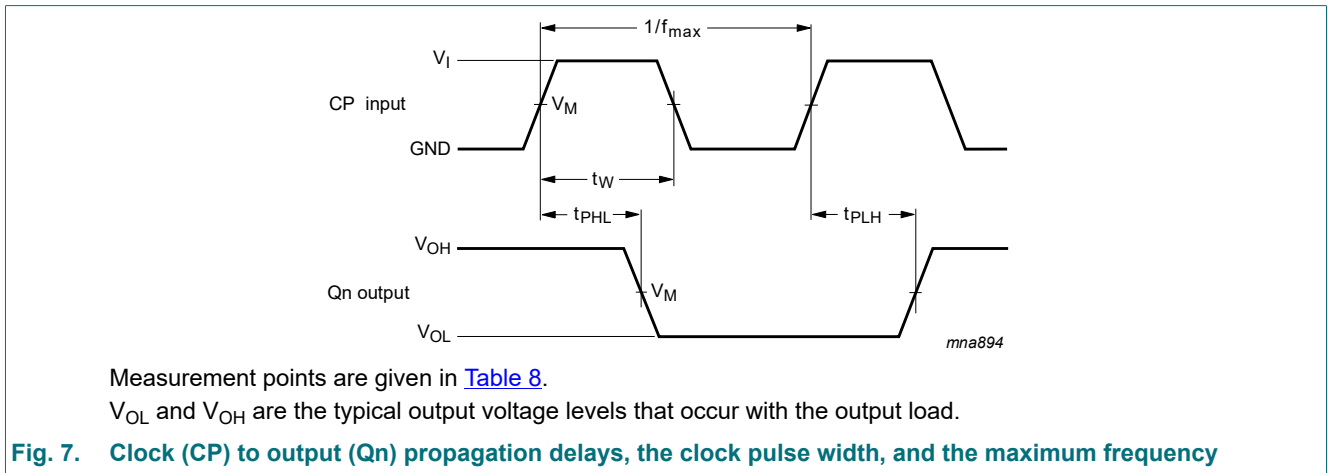 1/fmax
VI
CP input
VM
GND
tW
tPHL
tPLH
VOH
Qn output
VM
VOL
mna894
Measurement points are given in Table 8.
VOL and VOH are the typical output voltage levels that occur with the output load.
Fig. 7. Clock (CP) to output (Qn) propagation delays, the clock pulse width, and the maximum frequency